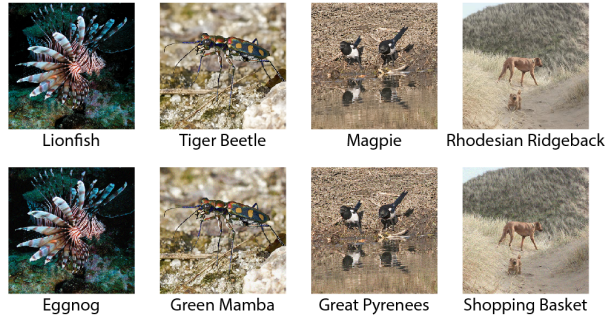 Lionfish
Tiger Beetle
Magpie
Rhodesian Ridgeback
Eggnog
Green Mamba
Great Pyrenees
Shopping Basket